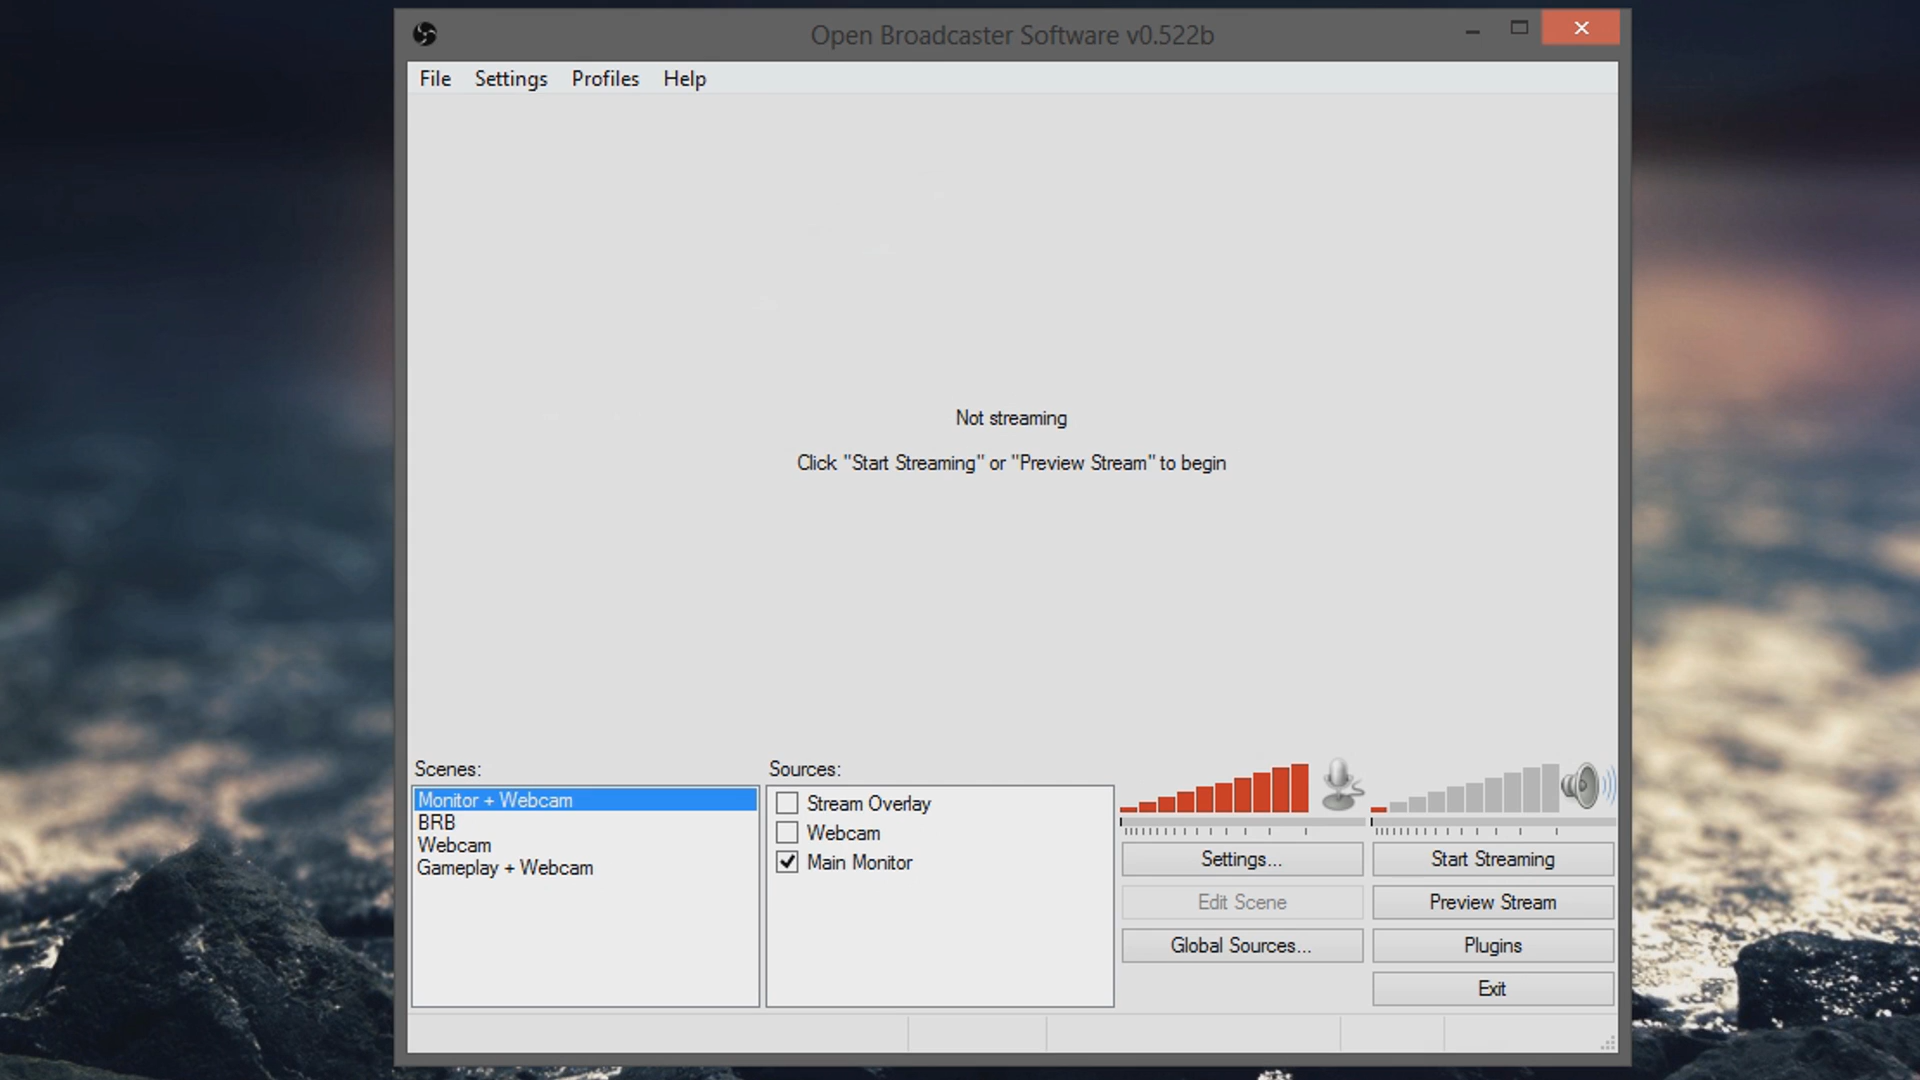 Open Broadcaster Software v0.522b
File Settings Profiles Help
Not streaming
Click "Start Streaming" or "Preview Stream" to begin
Scenes:
Monitor + Webcam
BRB
Webcam
Gameplay + Webcam
Sources:
Stream Overlay
Webcam
Main Monitor
Settings...
Start Streaming
Edit Scene
Preview Stream
Global Sources...
Plugins
Exit